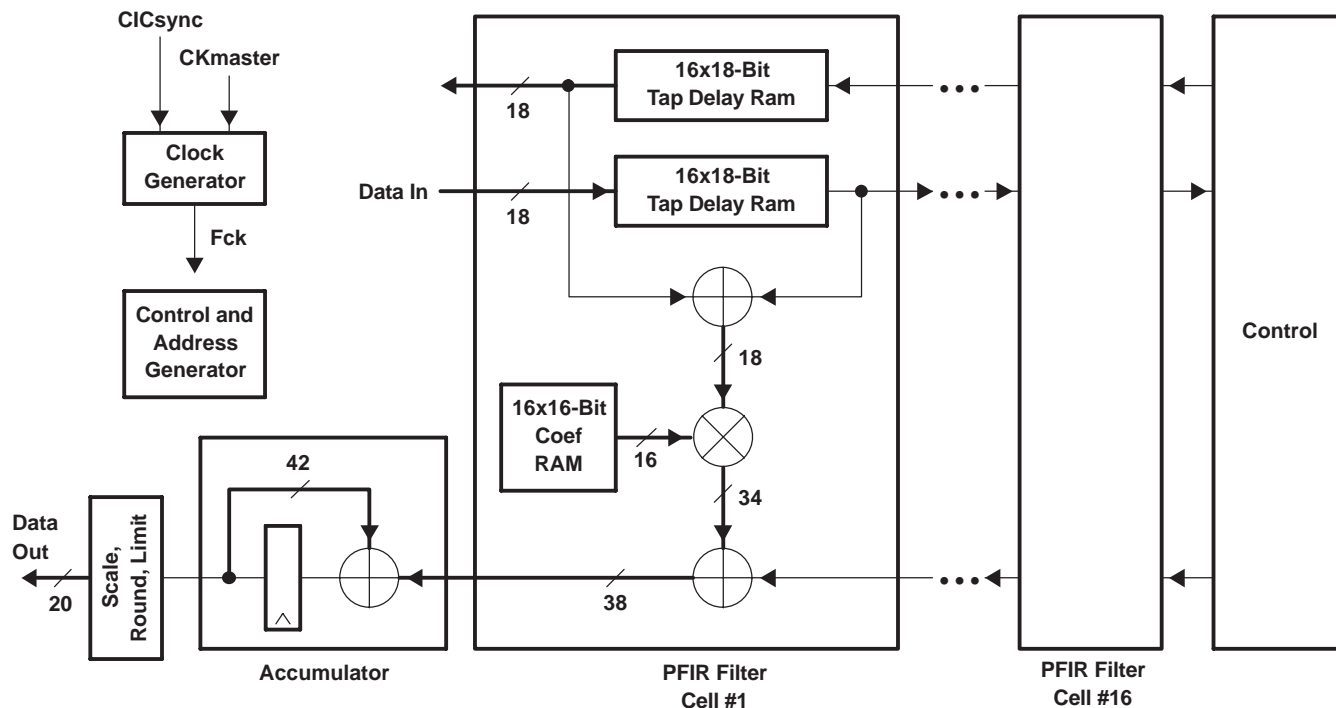 CICsync
CKmaster
Clock
Generator
Fck
Control and
Address
Generator
16x18-Bit
Tap Delay Ram
18
Data In
18
16x18-Bit
Tap Delay Ram
18
16x16-Bit
Coef
RAM
16
34
38
42
Accumulator
Scale,
Round, Limit
Data
Out
20
PFIR Filter
Cell #1
PFIR Filter
Cell #16
Control